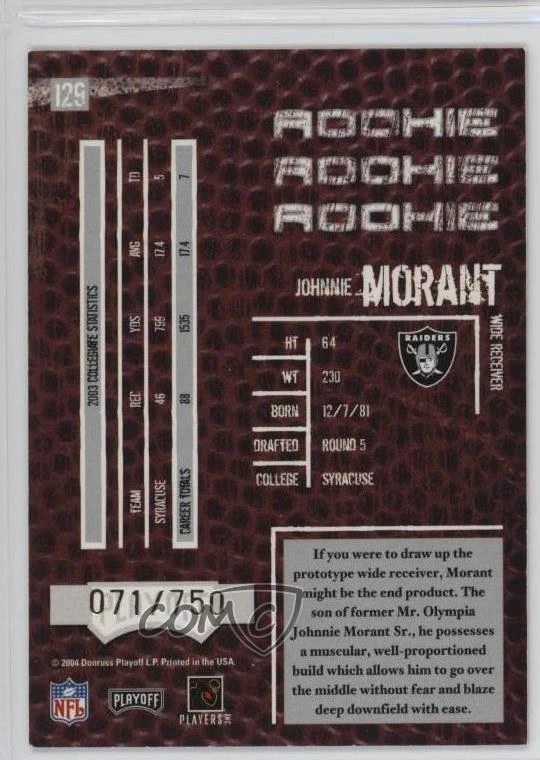 129
ROOKIE
ROOKIE
ROOKIE
JOHNNIE MORANT
WIDE RECEIVER
RAIDERS
HT 64
WT 230
BORN 12/7/81
DRAFTED ROUND 5
COLLEGE SYRACUSE
2003 COLLEGIATE STATISTICS
TEAM REC YDS AVG TD
SYRACUSE 46 799 17.4 5
CAREER TOTALS 88 1535 17.4 7
PLAYOFF
071/750
COMC
If you were to draw up the
prototype wide receiver, Morant
might be the end product. The
son of former Mr. Olympia
Johnnie Morant Sr., he possesses
a muscular, well-proportioned
build which allows him to go over
the middle without fear and blaze
deep downfield with ease.
© 2004 Donruss Playoff L.P. Printed in the USA.
NFL
PLAYOFF
PLAYERS INC